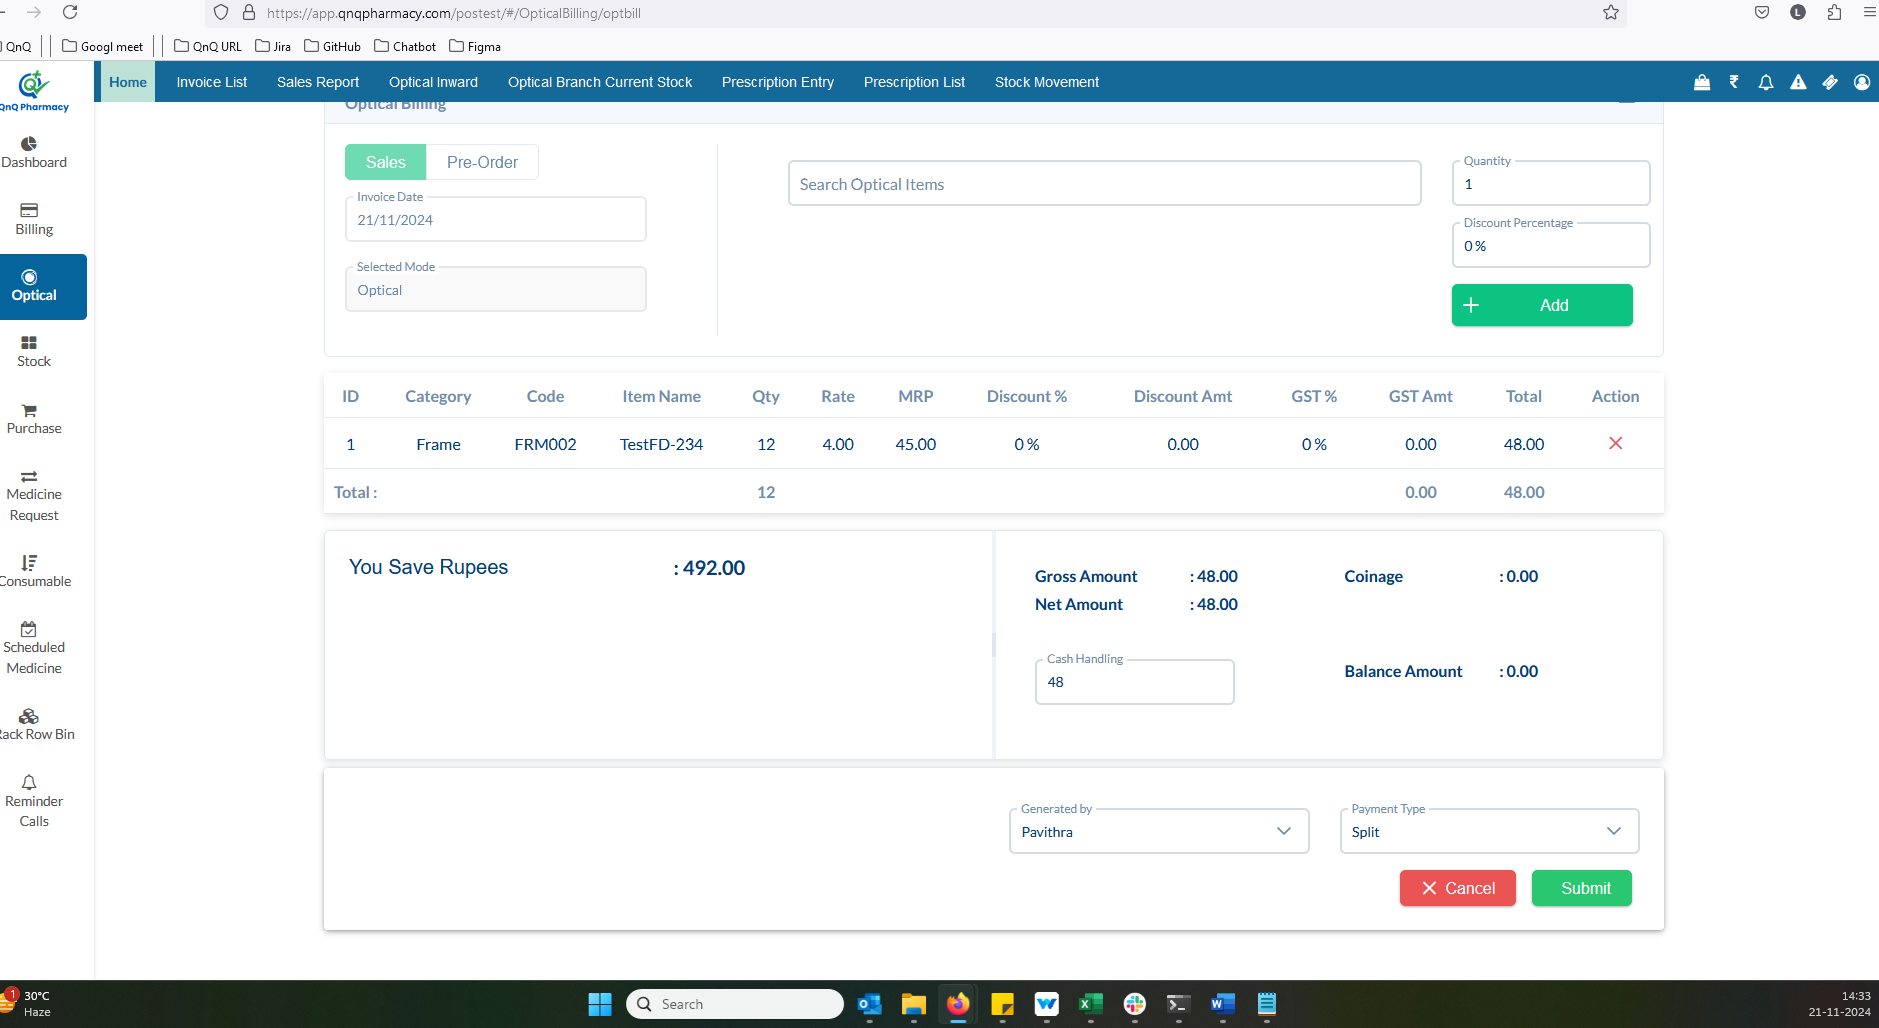 https://app.qnqpharmacy.com/postest/#/OpticalBilling/optbill
L
QnQ
Googl meet
QnQ URL
Jira
GitHub
Chatbot
Figma
QnQ Pharmacy
Home
Invoice List
Sales Report
Optical Inward
Optical Branch Current Stock
Prescription Entry
Prescription List
Stock Movement
Dashboard
Billing
Optical
Stock
Purchase
Medicine
Request
Consumable
Scheduled
Medicine
Rack Row Bin
Reminder
Calls
Optical Billing
Sales
Pre-Order
Invoice Date
21/11/2024
Selected Mode
Optical
Search Optical Items
Quantity
1
Discount Percentage
0 %
Add
ID Category Code Item Name Qty Rate MRP Discount % Discount Amt GST % GST Amt Total Action
1 Frame FRM002 TestFD-234 12 4.00 45.00 0 % 0.00 0 % 0.00 48.00
Total : 12 0.00 48.00
You Save Rupees : 492.00
Gross Amount : 48.00
Coinage : 0.00
Net Amount : 48.00
Cash Handling
48
Balance Amount : 0.00
Generated by
Pavithra
Payment Type
Split
Cancel
Submit
1
30°C
Haze
Search
14:33
21-11-2024